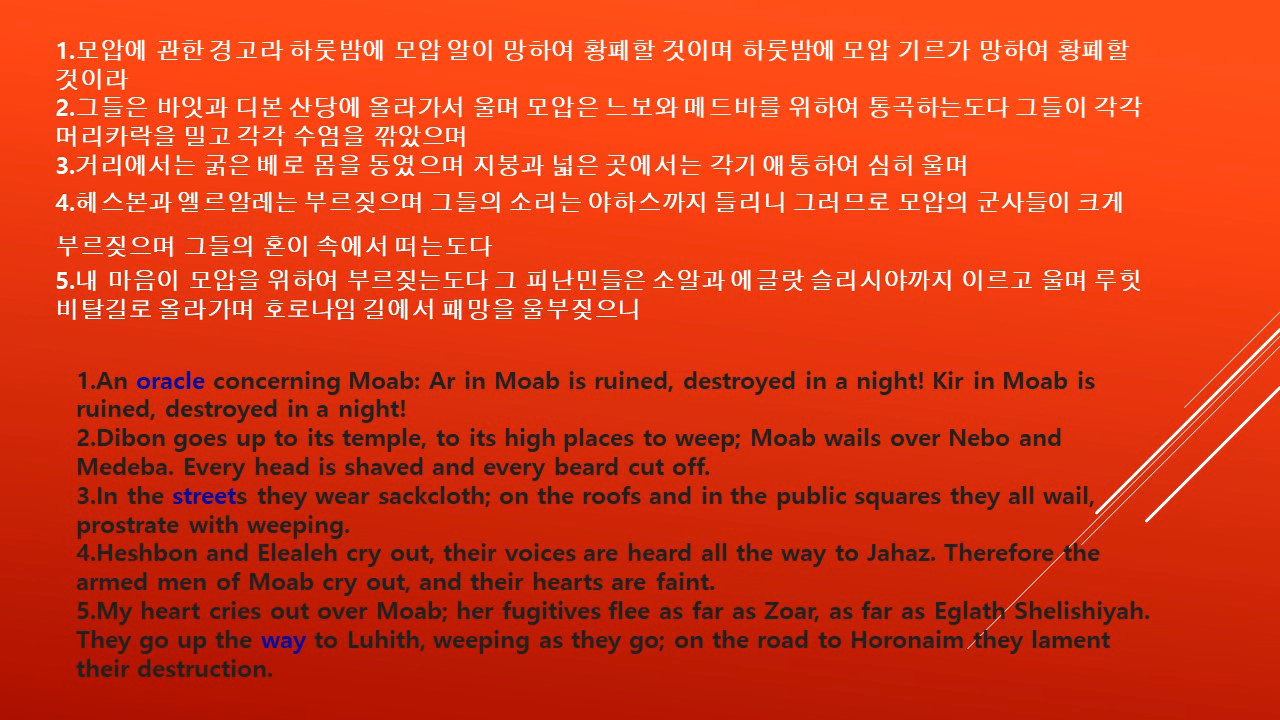 1.모압에 관한 경고라 하룻밤에 모압 알이 망하여 황폐할 것이며 하룻밤에 모압 기르가 망하여 황폐할
것이라
2.그들은 바잇과 디본 산당에 올라가서 울며 모압은 느보와 메드바를 위하여 통곡하는도다 그들이 각각
머리카락을 밀고 각각 수염을 깎았으며
3.거리에서는 굵은 베로 몸을 동였으며 지붕과 넓은 곳에서는 각기 애통하여 심히 울며
4.헤스본과 엘르알레는 부르짖으며 그들의 소리는 야하스까지 들리니 그러므로 모압의 군사들이 크게
부르짖으며 그들의 혼이 속에서 떠는도다
5.내 마음이 모압을 위하여 부르짖는도다 그 피난민들은 소알과 에글랏 슬리시야까지 이르고 울며 루힛
비탈길로 올라가며 호로나임 길에서 패망을 울부짖으니
1.An oracle concerning Moab: Ar in Moab is ruined, destroyed in a night! Kir in Moab is
ruined, destroyed in a night!
2.Dibon goes up to its temple, to its high places to weep; Moab wails over Nebo and
Medeba. Every head is shaved and every beard cut off.
3.In the streets they wear sackcloth; on the roofs and in the public squares they all wail,
prostrate with weeping.
4.Heshbon and Elealeh cry out, their voices are heard all the way to Jahaz. Therefore the
armed men of Moab cry out, and their hearts are faint.
5.My heart cries out over Moab; her fugitives flee as far as Zoar, as far as Eglath Shelishiyah.
They go up the way to Luhith, weeping as they go; on the road to Horonaim they lament
their destruction.